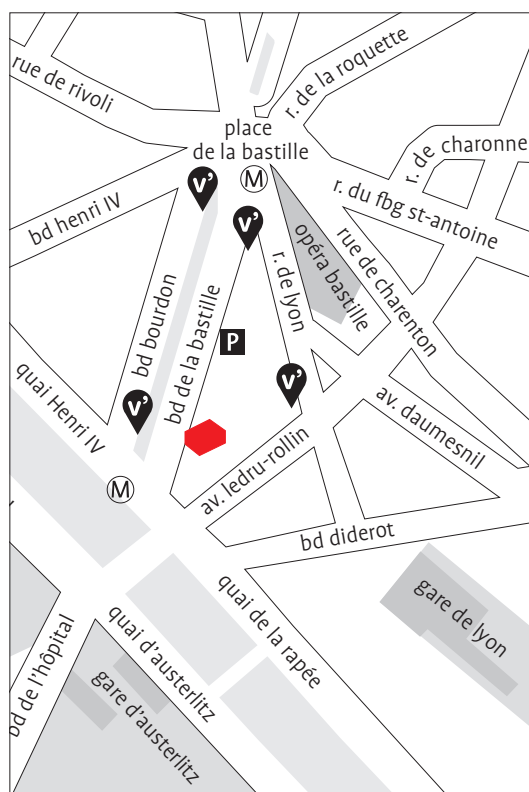 rue de rivoli
r. de la roquette
place
de la bastille
r. de charonne
M
v'
bd henri IV
v'
r. du fbg st-antoine
opéra bastille
r. de lyon
rue de charenton
bd bourdon
bd de la bastille
P
quai Henri IV
v'
v'
av. daumesnil
av. ledru-rollin
M
bd diderot
gare de lyon
quai de la rapée
quai d'austerlitz
bd de l'hôpital
gare d'austerlitz